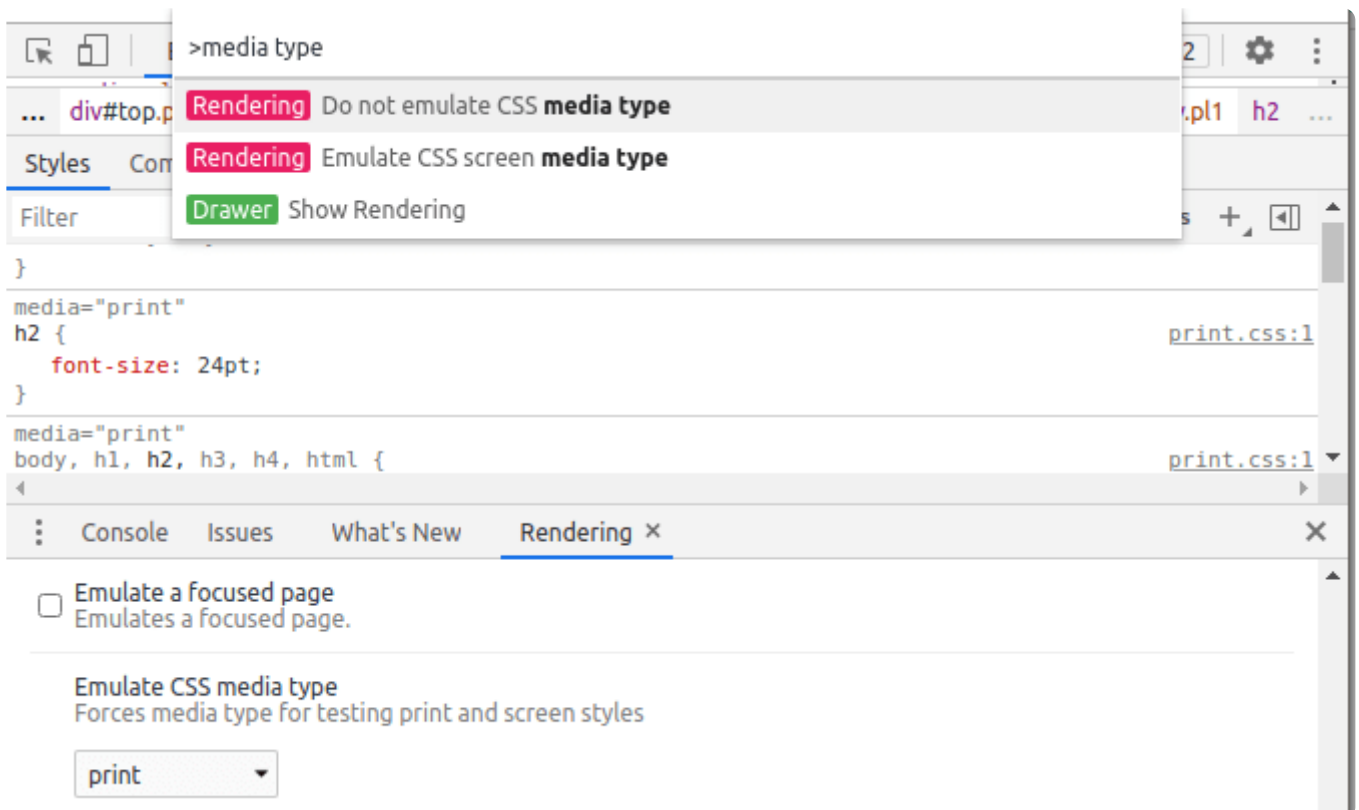 >media type
2
Rendering Do not emulate CSS media type
... div#top.p .pl1 h2 ...
Rendering Emulate CSS screen media type
Styles Com
Drawer Show Rendering
Filter s +
}
media="print"
h2 { print.css:1
font-size: 24pt;
}
media="print"
body, h1, h2, h3, h4, html { print.css:1
Console Issues What's New Rendering ×
Emulate a focused page
Emulates a focused page.
Emulate CSS media type
Forces media type for testing print and screen styles
print